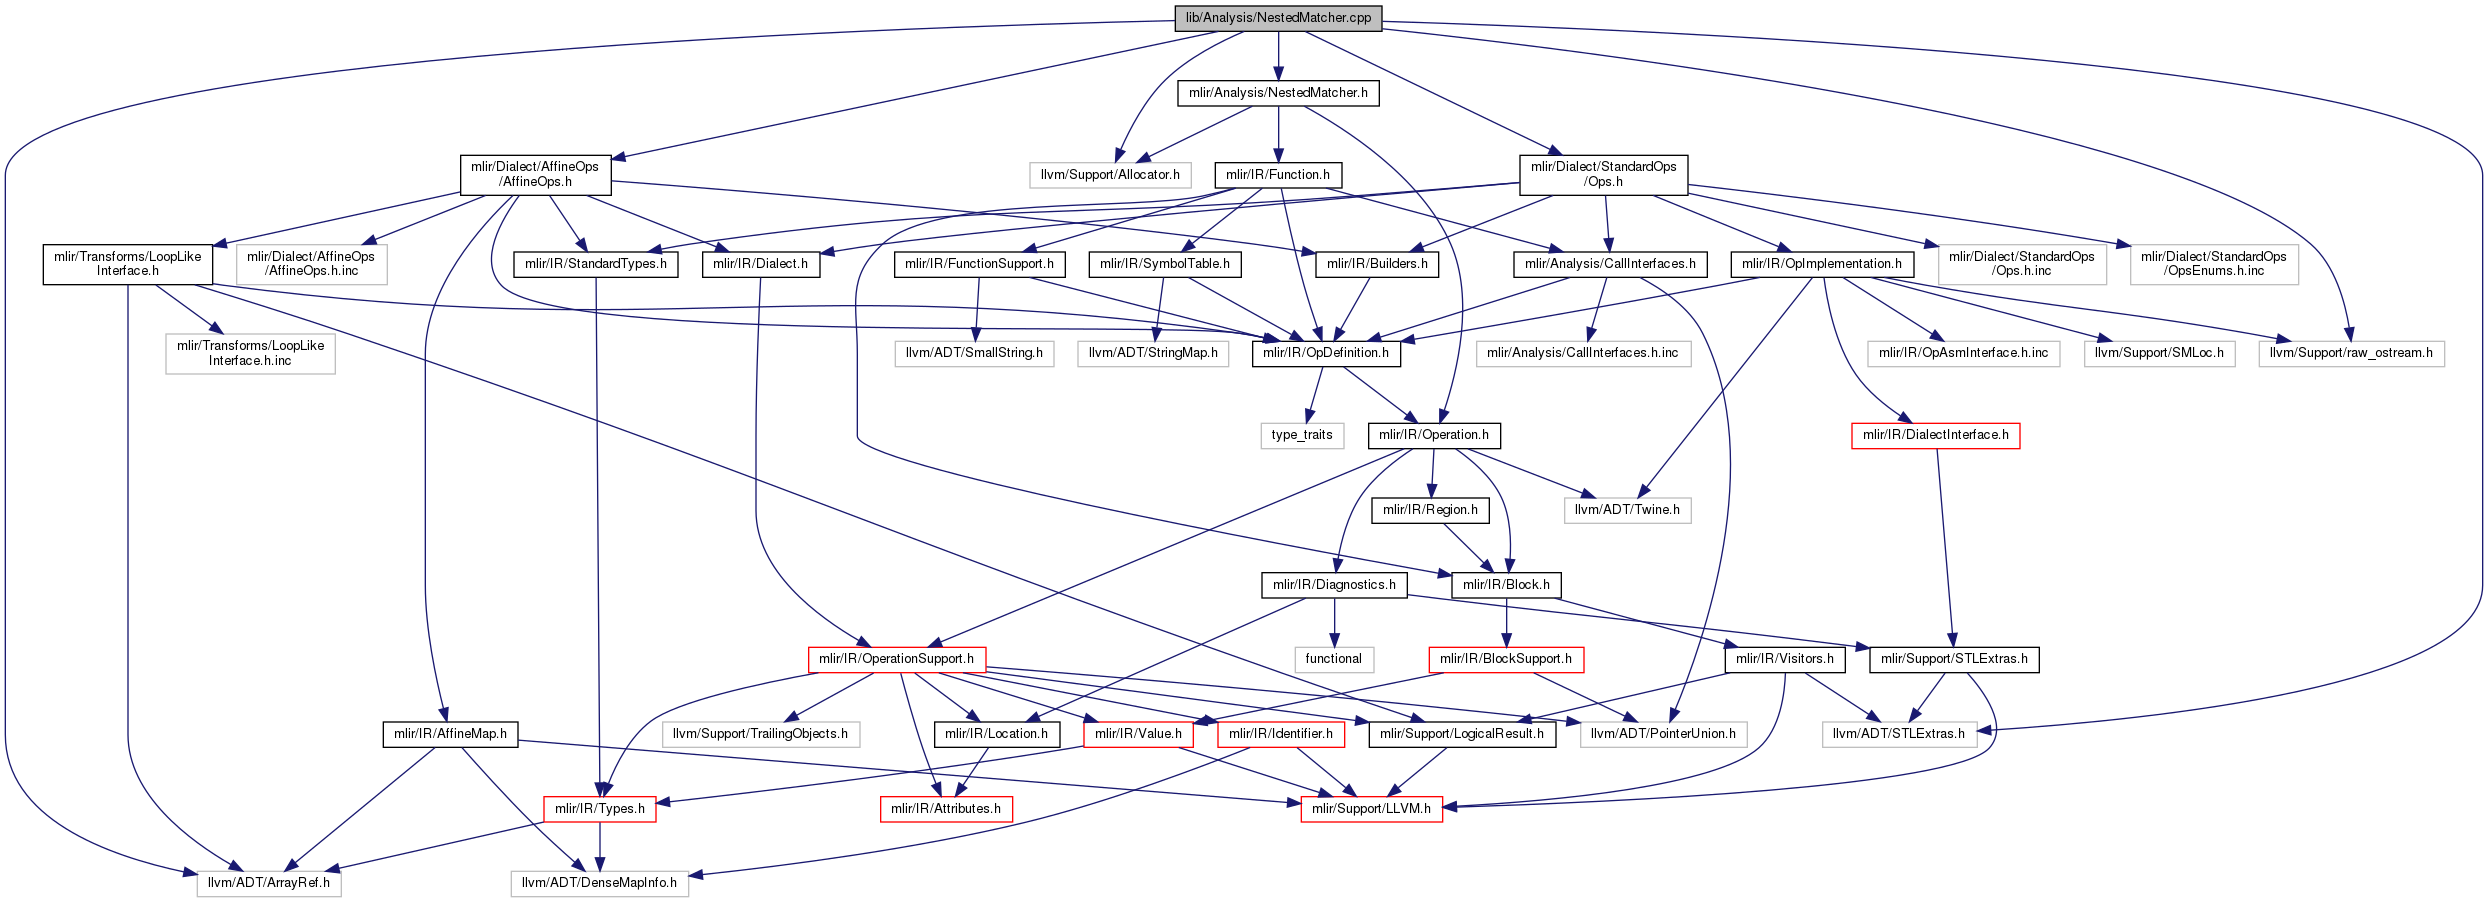 lib/Analysis/NestedMatcher.cpp
mlir/Analysis/NestedMatcher.h
mlir/Dialect/AffineOps
/AffineOps.h
llvm/Support/Allocator.h
mlir/IR/Function.h
mlir/Dialect/StandardOps
/Ops.h
mlir/Transforms/LoopLike
Interface.h
mlir/Dialect/AffineOps
/AffineOps.h.inc
mlir/IR/StandardTypes.h
mlir/IR/Dialect.h
mlir/IR/FunctionSupport.h
mlir/IR/SymbolTable.h
mlir/IR/Builders.h
mlir/Analysis/CallInterfaces.h
mlir/IR/OpImplementation.h
mlir/Dialect/StandardOps
/Ops.h.inc
mlir/Dialect/StandardOps
/OpsEnums.h.inc
mlir/Transforms/LoopLike
Interface.h.inc
llvm/ADT/SmallString.h
llvm/ADT/StringMap.h
mlir/IR/OpDefinition.h
mlir/Analysis/CallInterfaces.h.inc
mlir/IR/OpAsmInterface.h.inc
llvm/Support/SMLoc.h
llvm/Support/raw_ostream.h
type_traits
mlir/IR/Operation.h
mlir/IR/DialectInterface.h
mlir/IR/Region.h
llvm/ADT/Twine.h
mlir/IR/Diagnostics.h
mlir/IR/Block.h
mlir/IR/OperationSupport.h
functional
mlir/IR/BlockSupport.h
mlir/IR/Visitors.h
mlir/Support/STLExtras.h
mlir/IR/AffineMap.h
llvm/Support/TrailingObjects.h
mlir/IR/Location.h
mlir/IR/Value.h
mlir/IR/Identifier.h
mlir/Support/LogicalResult.h
llvm/ADT/PointerUnion.h
llvm/ADT/STLExtras.h
mlir/IR/Types.h
mlir/IR/Attributes.h
mlir/Support/LLVM.h
llvm/ADT/ArrayRef.h
llvm/ADT/DenseMapInfo.h